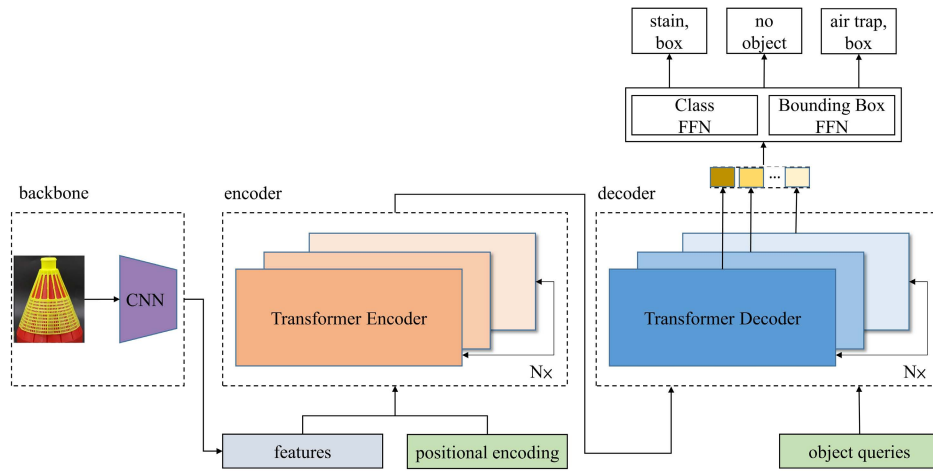 stain,
box
no
object
air trap,
box
Class
FFN
Bounding Box
FFN
...
backbone
encoder
decoder
CNN
Transformer Encoder
Transformer Decoder
N×
N×
features
positional encoding
object queries